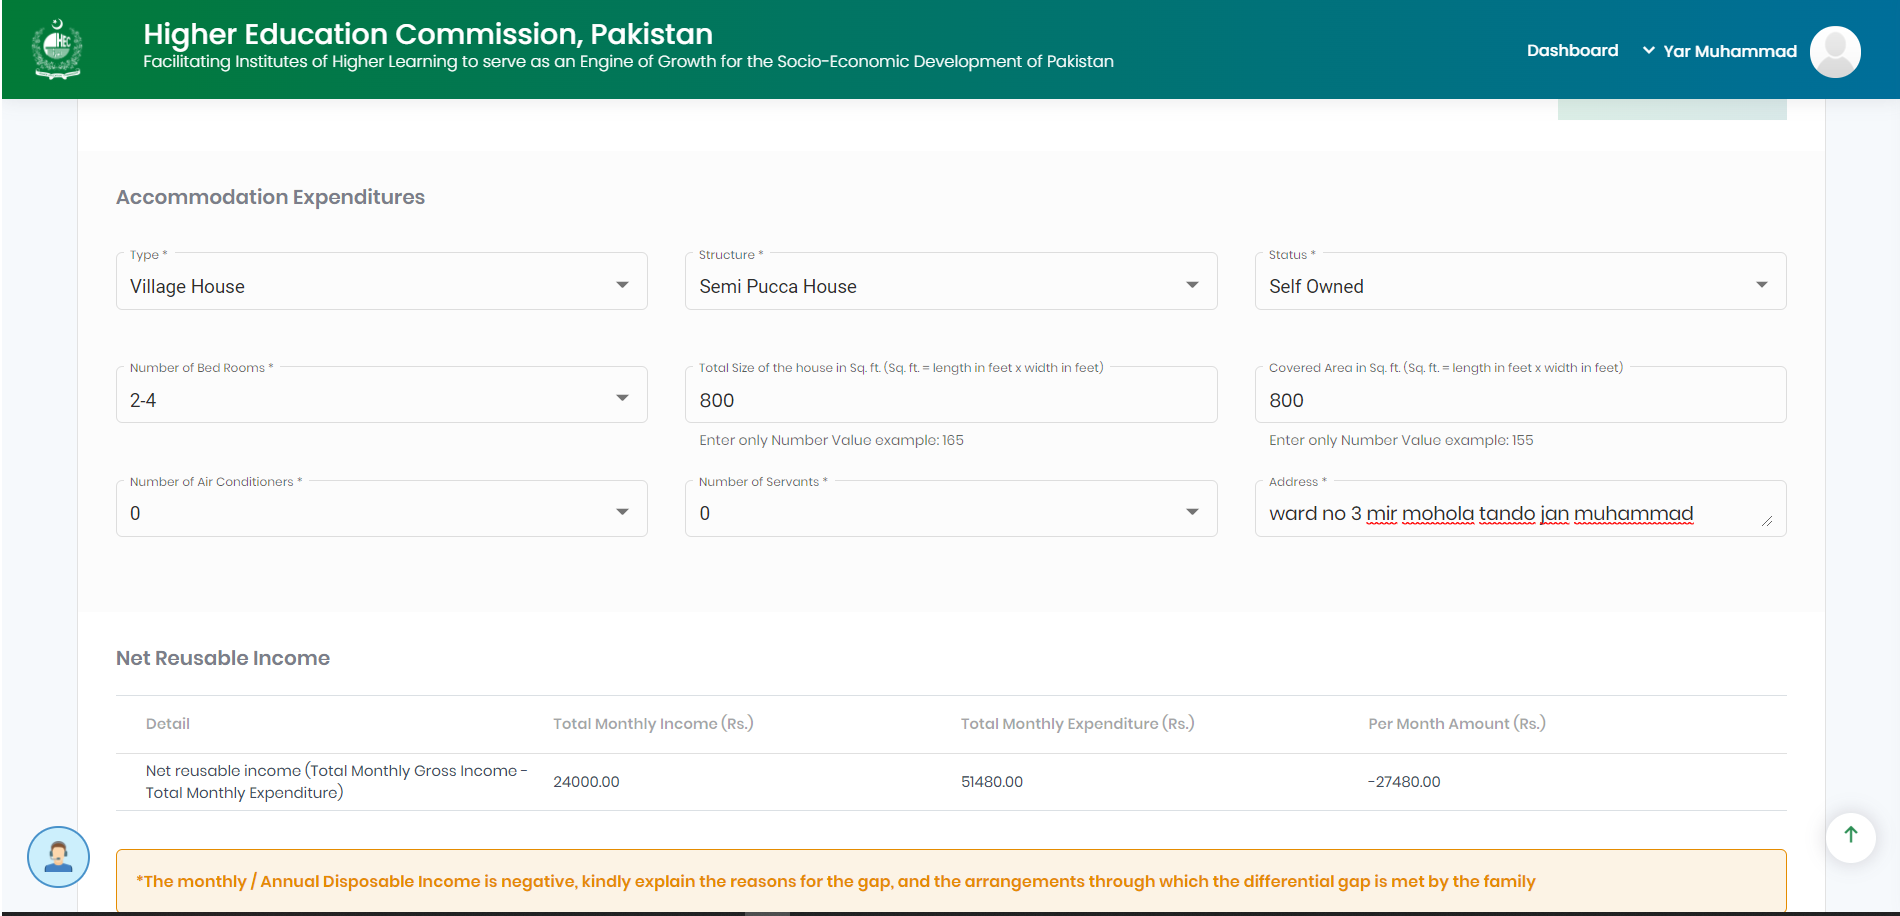 HEC
Higher Education Commission, Pakistan
Facilitating Institutes of Higher Learning to serve as an Engine of Growth for the Socio-Economic Development of Pakistan
Dashboard
Yar Muhammad
Accommodation Expenditures
Type *
Village House
Structure *
Semi Pucca House
Status *
Self Owned
Number of Bed Rooms *
2-4
Total Size of the house in Sq. ft. (Sq. ft. = length in feet x width in feet)
800
Enter only Number Value example: 165
Covered Area in Sq. ft. (Sq. ft. = length in feet x width in feet)
800
Enter only Number Value example: 155
Number of Air Conditioners *
0
Number of Servants *
0
Address *
ward no 3 mir mohola tando jan muhammad
Net Reusable Income
Detail
Total Monthly Income (Rs.)
Total Monthly Expenditure (Rs.)
Per Month Amount (Rs.)
Net reusable income (Total Monthly Gross Income -
Total Monthly Expenditure)
24000.00
51480.00
-27480.00
*The monthly / Annual Disposable Income is negative, kindly explain the reasons for the gap, and the arrangements through which the differential gap is met by the family